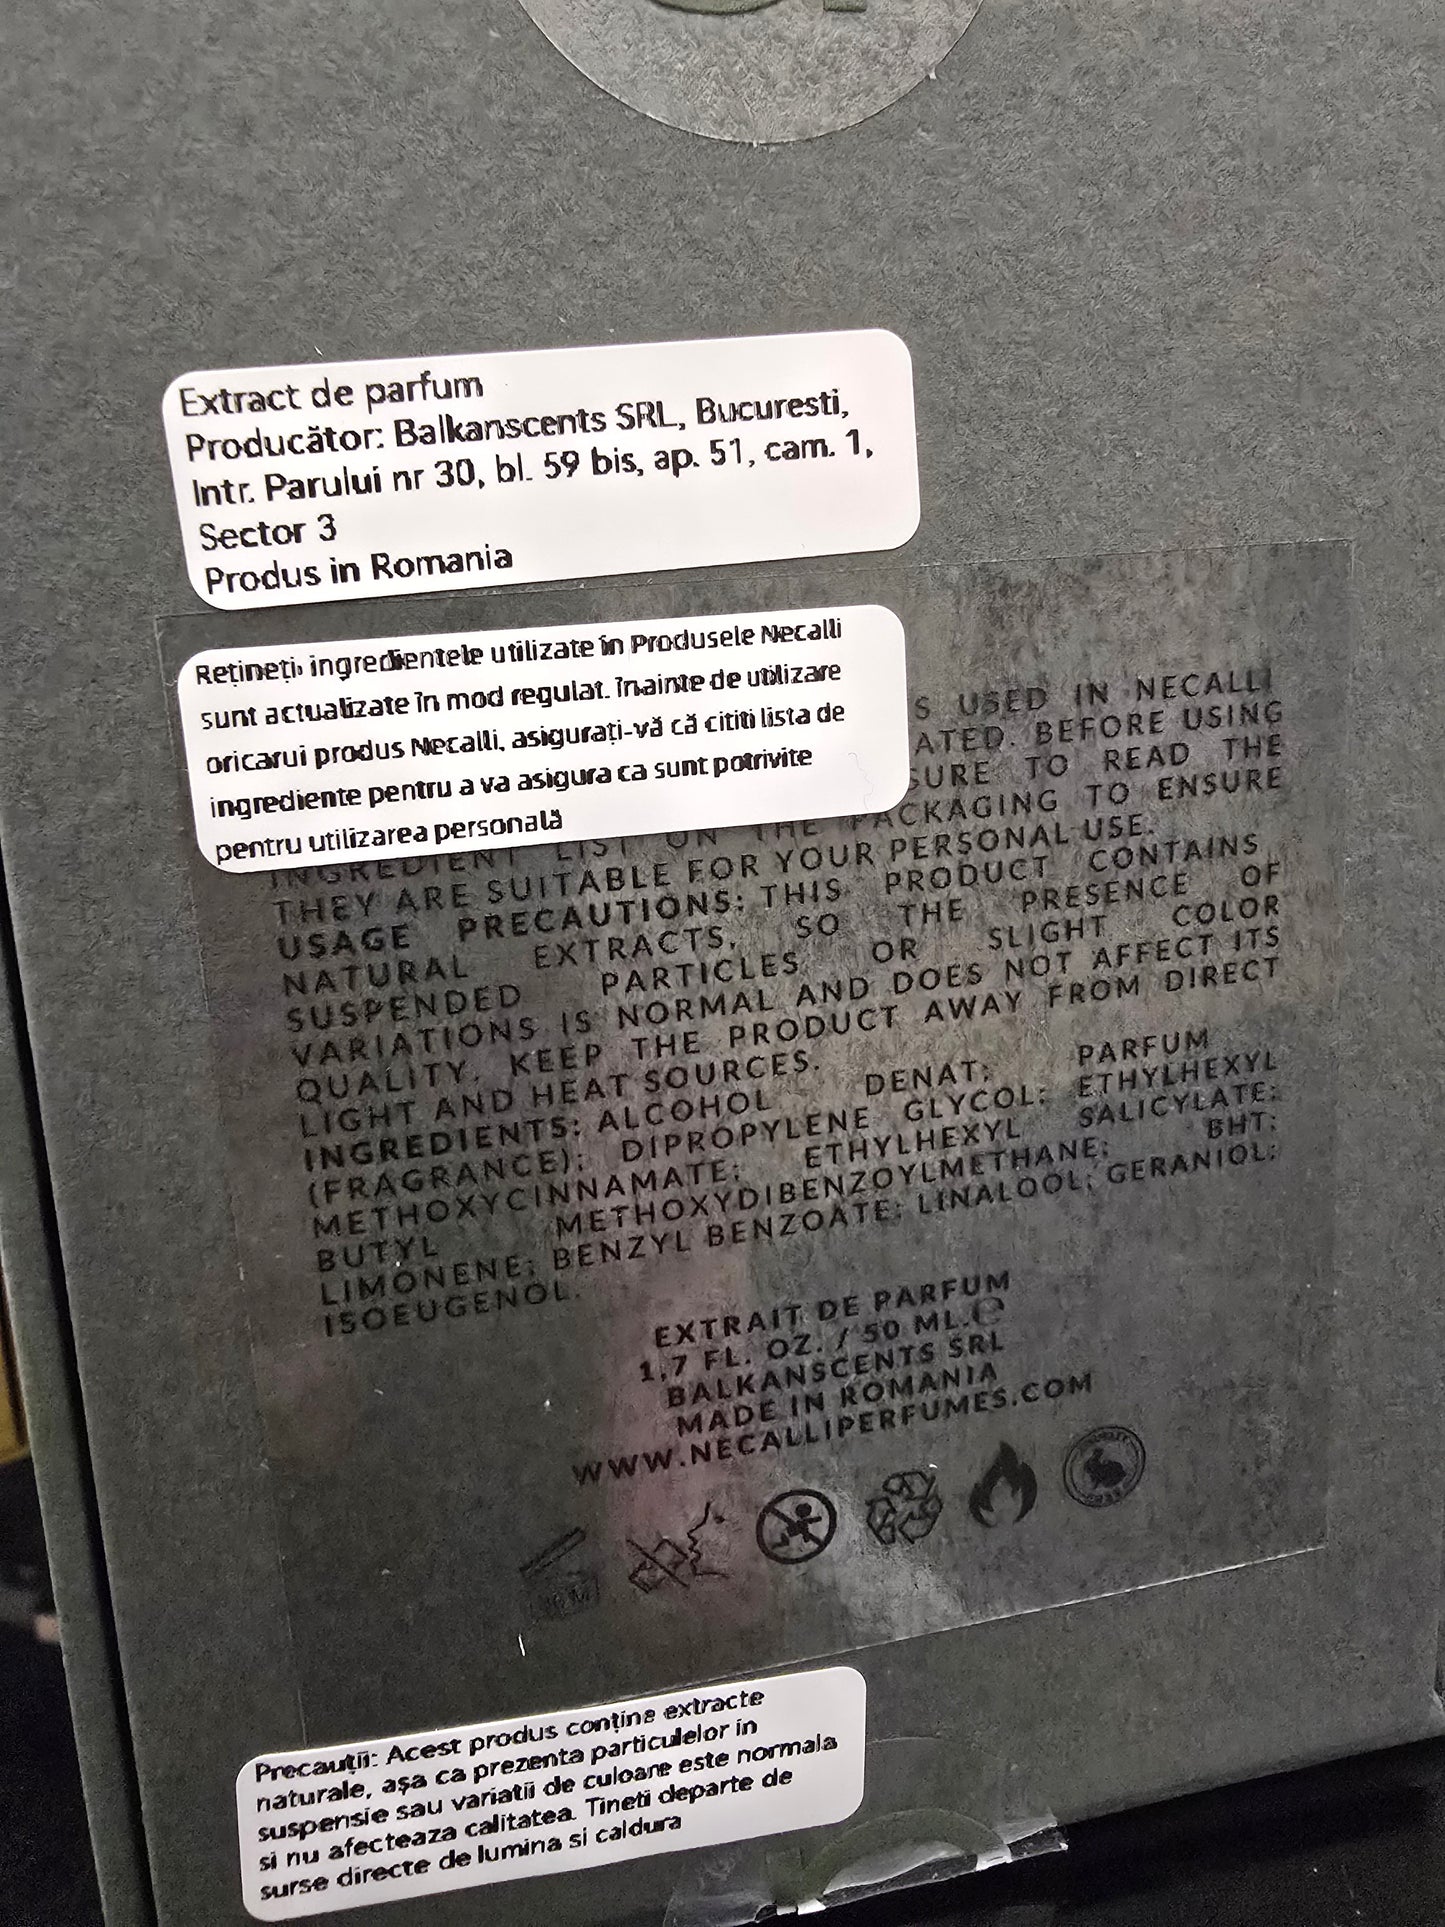 Extract de parfum
Producător: Balkanscents SRL, Bucuresti,
Intr. Parului nr 30, bl. 59 bis, ap. 51, cam. 1,
Sector 3
Produs in Romania
Rețineți: ingredientele utilizate în Produsele Necalli
sunt actualizate în mod regulat. Înainte de utilizare
oricarui produs Necalli, asigurați-vă că cititi lista de
ingrediente pentru a va asigura ca sunt potrivite
pentru utilizarea personală
S USED IN NECALLI
ATED. BEFORE USING
SURE TO READ THE
INGREDIENT LIST ON THE PACKAGING TO ENSURE
THEY ARE SUITABLE FOR YOUR PERSONAL USE.
USAGE PRECAUTIONS: THIS PRODUCT CONTAINS
NATURAL EXTRACTS, SO THE PRESENCE OF
SUSPENDED PARTICLES OR SLIGHT COLOR
VARIATIONS IS NORMAL AND DOES NOT AFFECT ITS
QUALITY. KEEP THE PRODUCT AWAY FROM DIRECT
LIGHT AND HEAT SOURCES.
INGREDIENTS: ALCOHOL DENAT; PARFUM
(FRAGRANCE); DIPROPYLENE GLYCOL; ETHYLHEXYL
METHOXYCINNAMATE; ETHYLHEXYL SALICYLATE;
BUTYL METHOXYDIBENZOYLMETHANE; BHT;
LIMONENE; BENZYL BENZOATE; LINALOOL; GERANIOL;
ISOEUGENOL.
EXTRAIT DE PARFUM
1,7 FL. OZ. / 50 ML.℮
BALKANSCENTS SRL
MADE IN ROMANIA
WWW.NECALLIPERFUMES.COM
Precauții: Acest produs conține extracte
naturale, așa ca prezenta particulelor in
suspensie sau variatii de culoare este normala
si nu afecteaza calitatea. Tineti departe de
surse directe de lumina si caldura